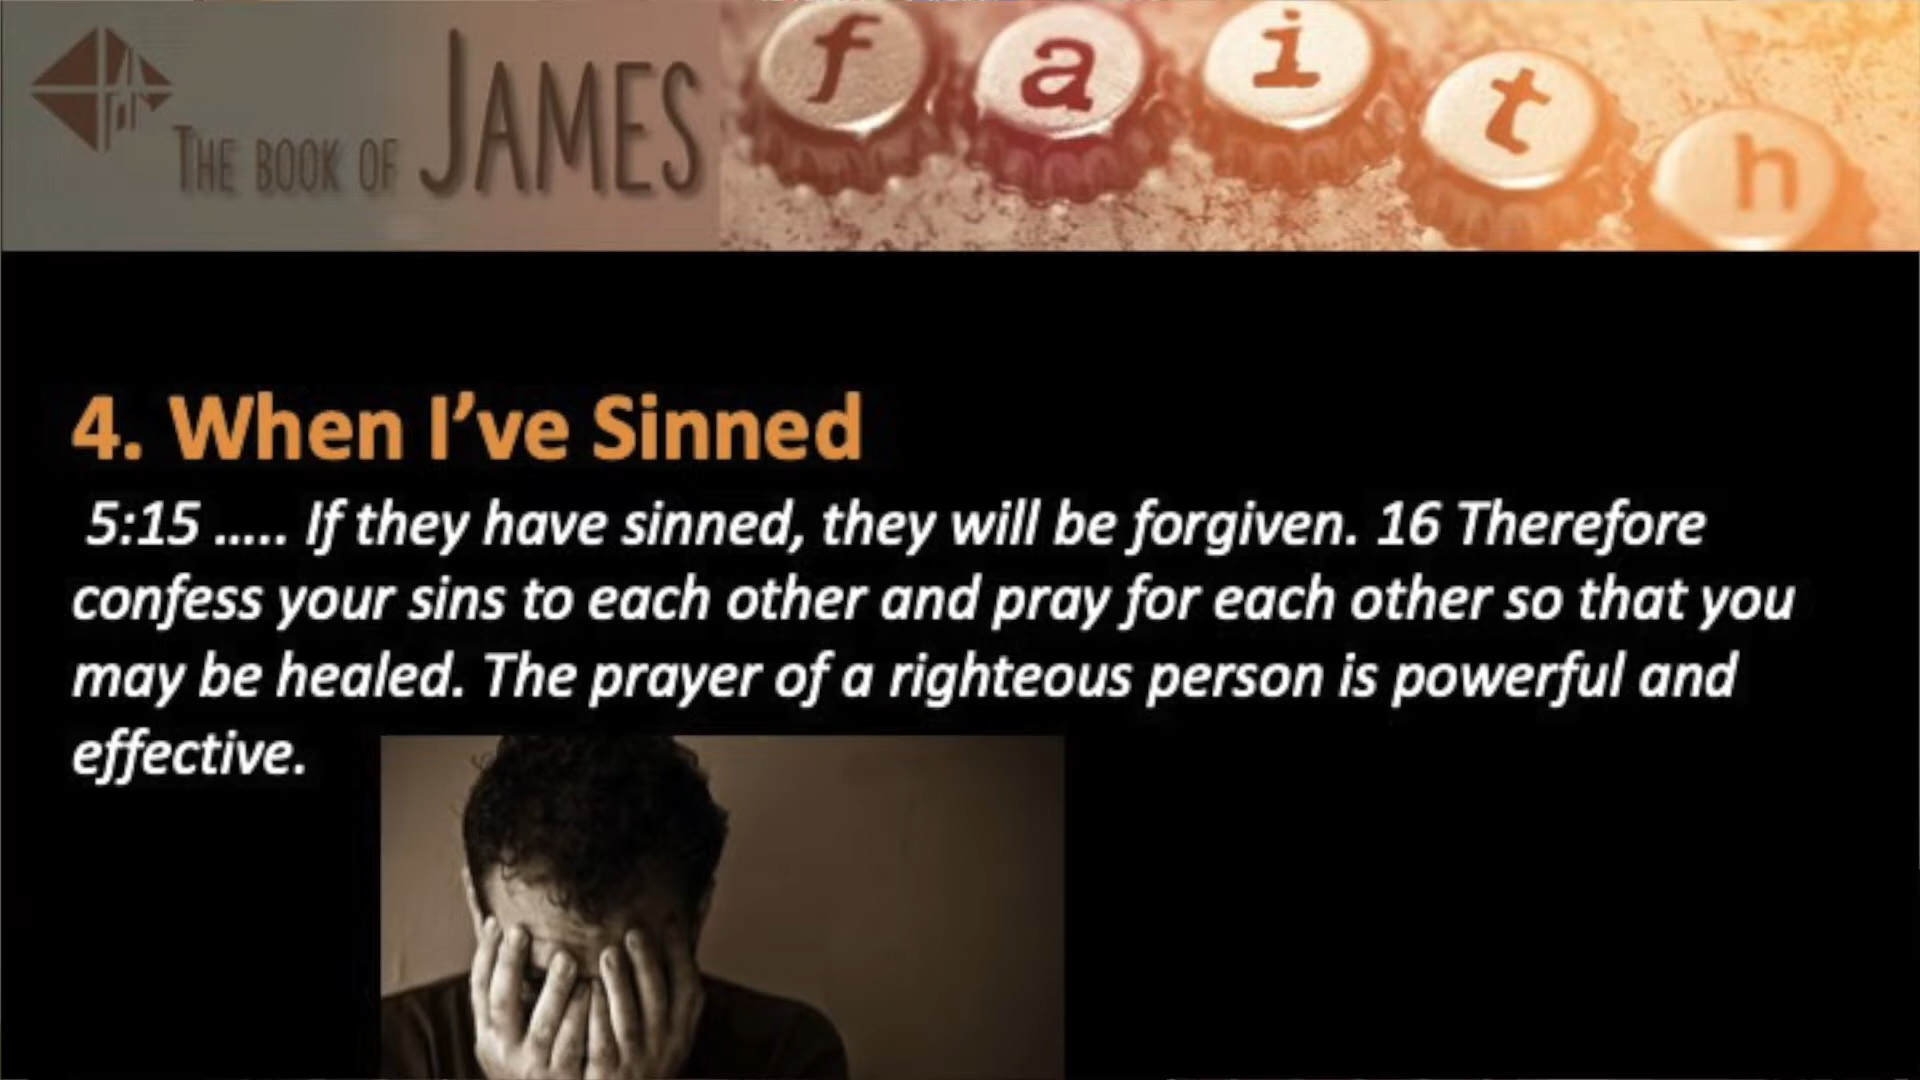 THE BOOK OF JAMES
faith
4. When I’ve Sinned
5:15 ..... If they have sinned, they will be forgiven. 16 Therefore
confess your sins to each other and pray for each other so that you
may be healed. The prayer of a righteous person is powerful and
effective.